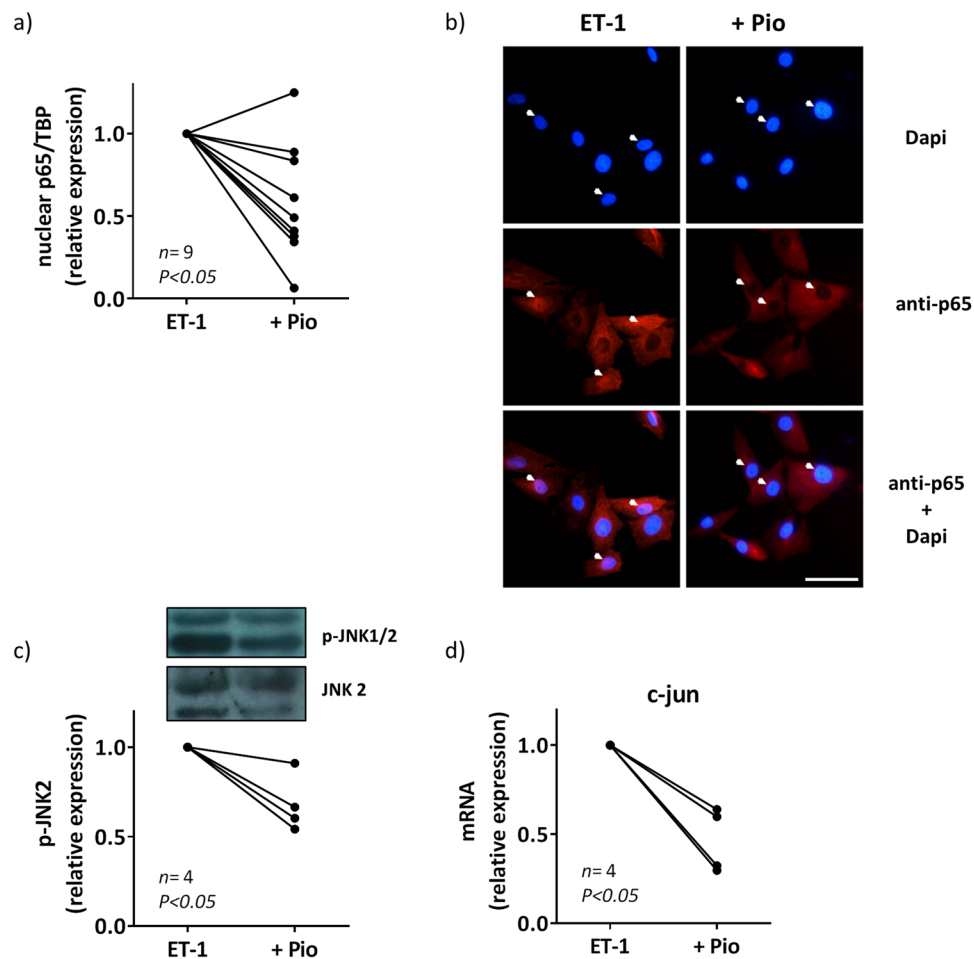 a)
nuclear p65/TBP
(relative expression)
1.0
0.5
0.0
n= 9
P<0.05
ET-1
+ Pio
b)
ET-1
+ Pio
Dapi
anti-p65
anti-p65
+
Dapi
c)
p-JNK1/2
JNK 2
p-JNK2
(relative expression)
1.0
0.5
0.0
n= 4
P<0.05
ET-1
+ Pio
d)
c-jun
mRNA
(relative expression)
1.0
0.5
0.0
n= 4
P<0.05
ET-1
+ Pio